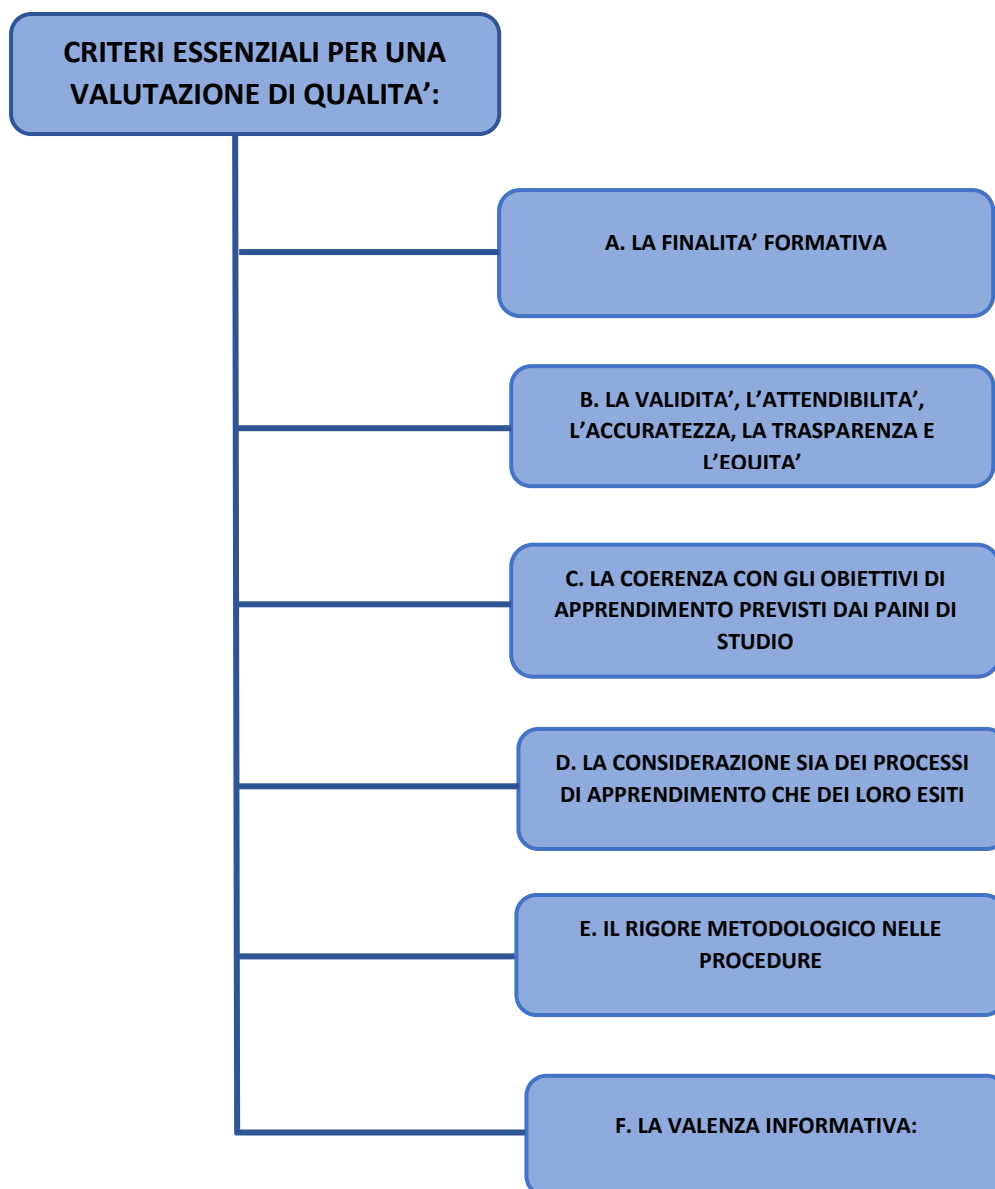 CRITERI ESSENZIALI PER UNA
VALUTAZIONE DI QUALITA’:
A. LA FINALITA’ FORMATIVA
B. LA VALIDITA’, L’ATTENDIBILITA’,
L’ACCURATEZZA, LA TRASPARENZA E
L’EQUITA’
C. LA COERENZA CON GLI OBIETTIVI DI
APPRENDIMENTO PREVISTI DAI PAINI DI
STUDIO
D. LA CONSIDERAZIONE SIA DEI PROCESSI
DI APPRENDIMENTO CHE DEI LORO ESITI
E. IL RIGORE METODOLOGICO NELLE
PROCEDURE
F. LA VALENZA INFORMATIVA: